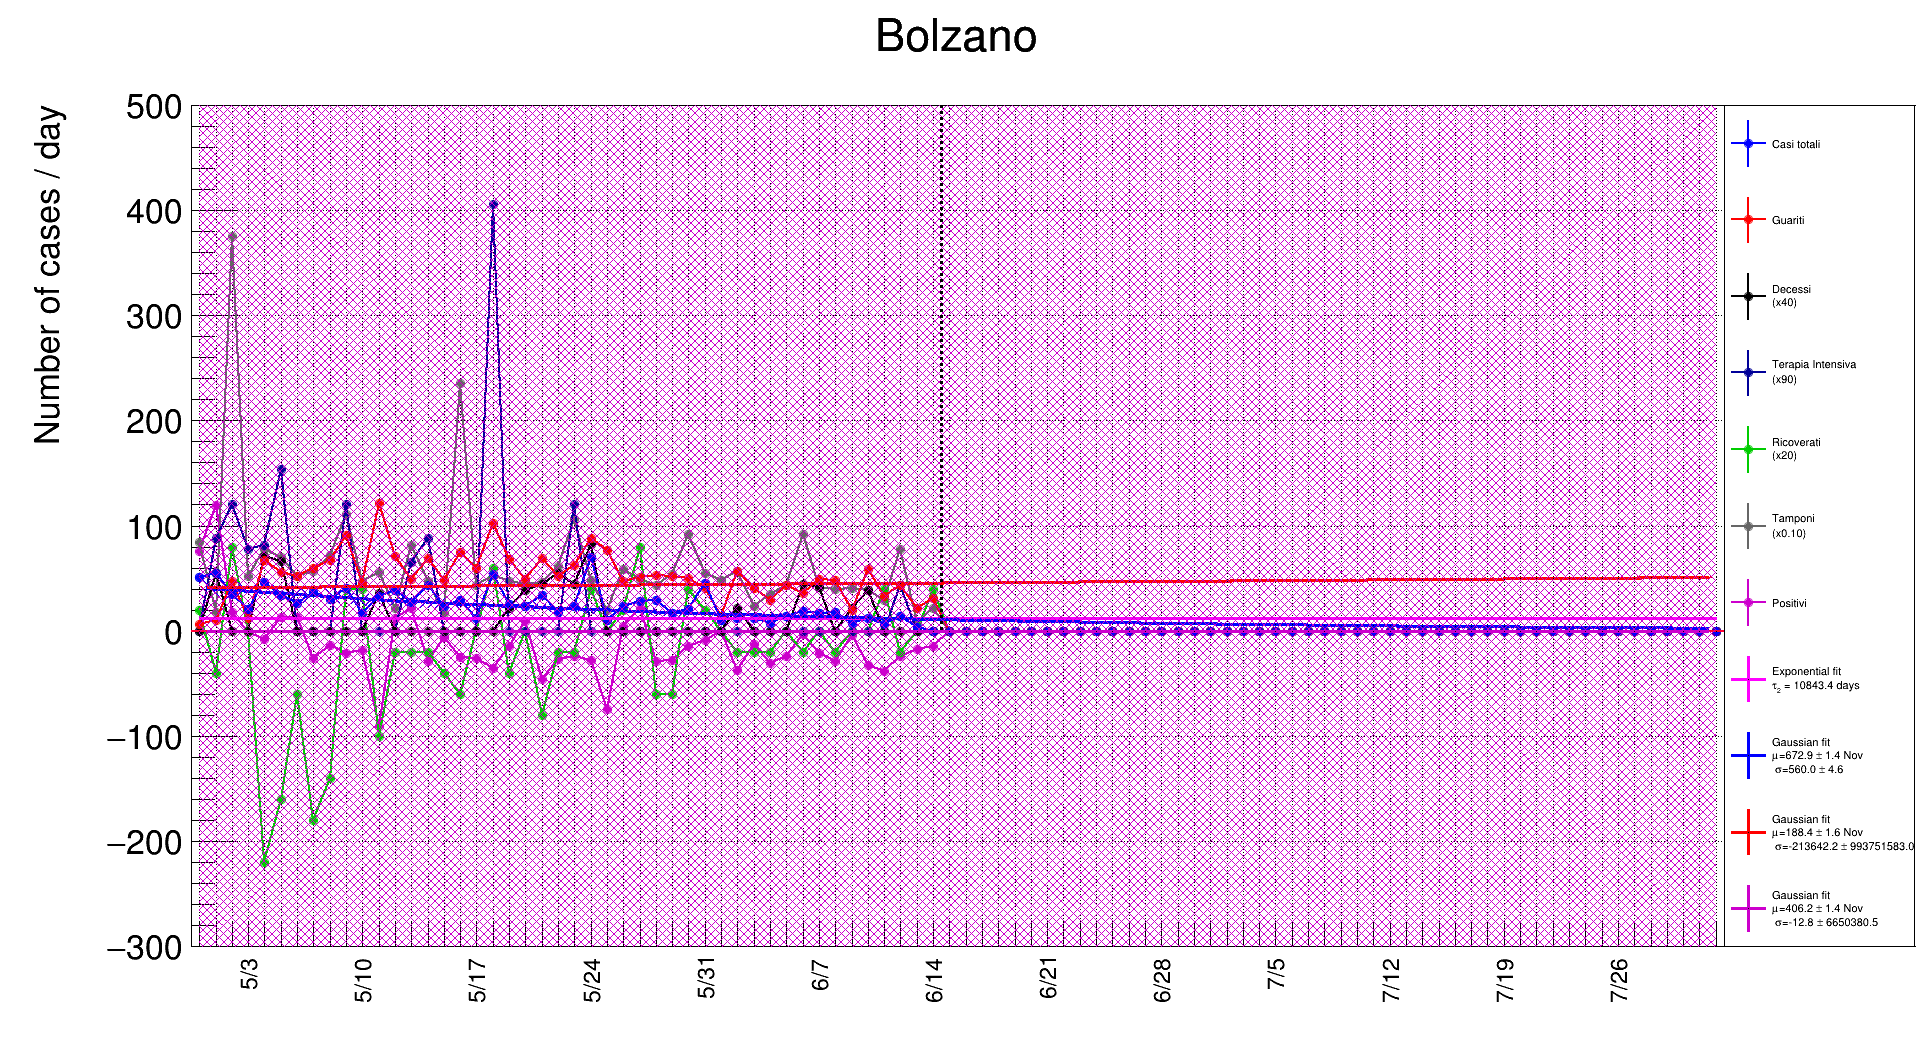 Bolzano
Number of cases / day
500
400
300
200
100
0
−100
−200
−300
5/3
5/10
5/17
5/24
5/31
6/7
6/14
6/21
6/28
7/5
7/12
7/19
7/26
Casi totali
Guariti
Decessi
(x40)
Terapia Intensiva
(x90)
Ricoverati
(x20)
Tamponi
(x0.10)
Positivi
Exponential fit
τ₂ = 10843.4 days
Gaussian fit
μ=672.9 ± 1.4 Nov
σ=560.0 ± 4.6
Gaussian fit
μ=188.4 ± 1.6 Nov
σ=-213642.2 ± 993751583.0
Gaussian fit
μ=406.2 ± 1.4 Nov
σ=-12.8 ± 6650380.5